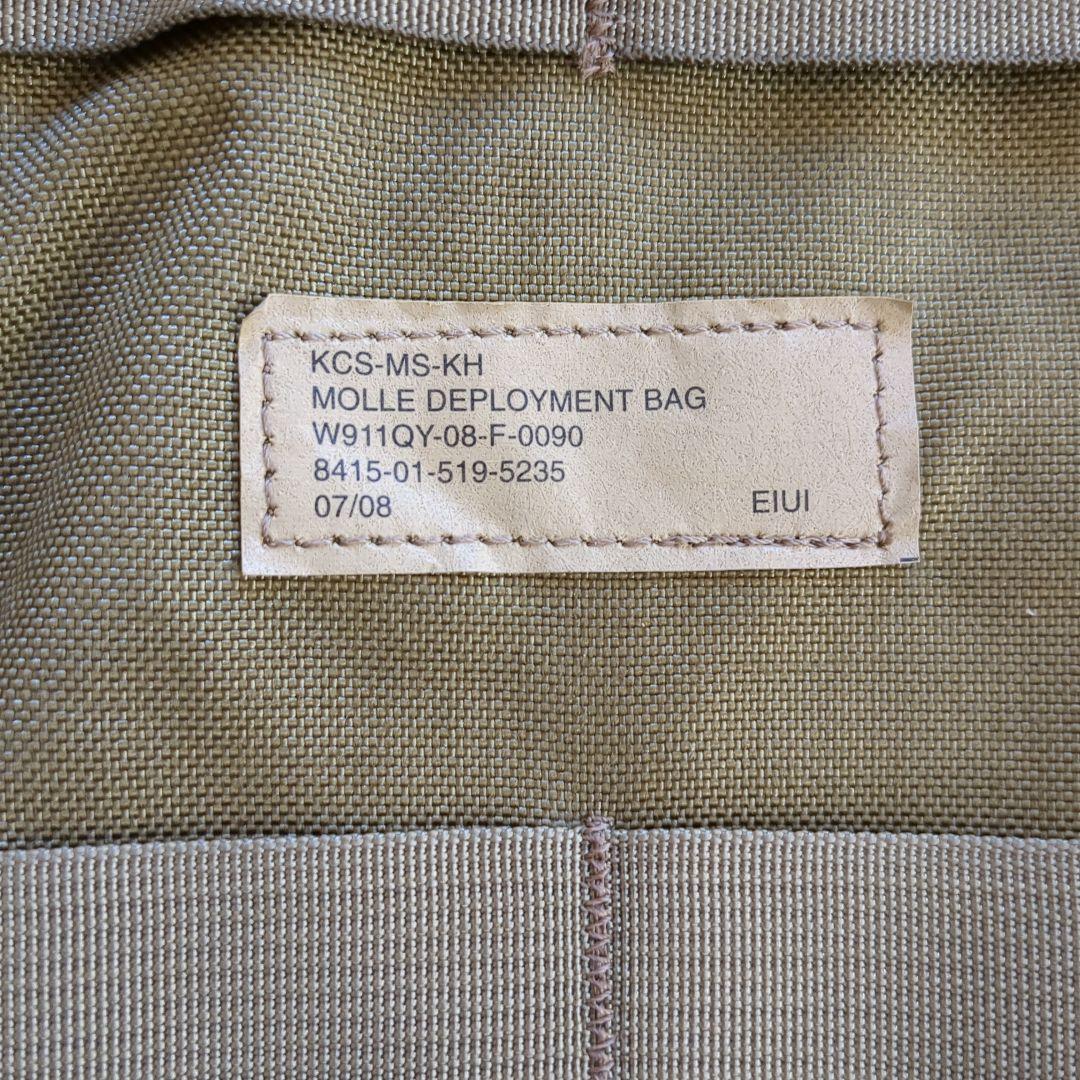 KCS-MS-KH
MOLLE DEPLOYMENT BAG
W911QY-08-F-0090
8415-01-519-5235
07/08 EIUI